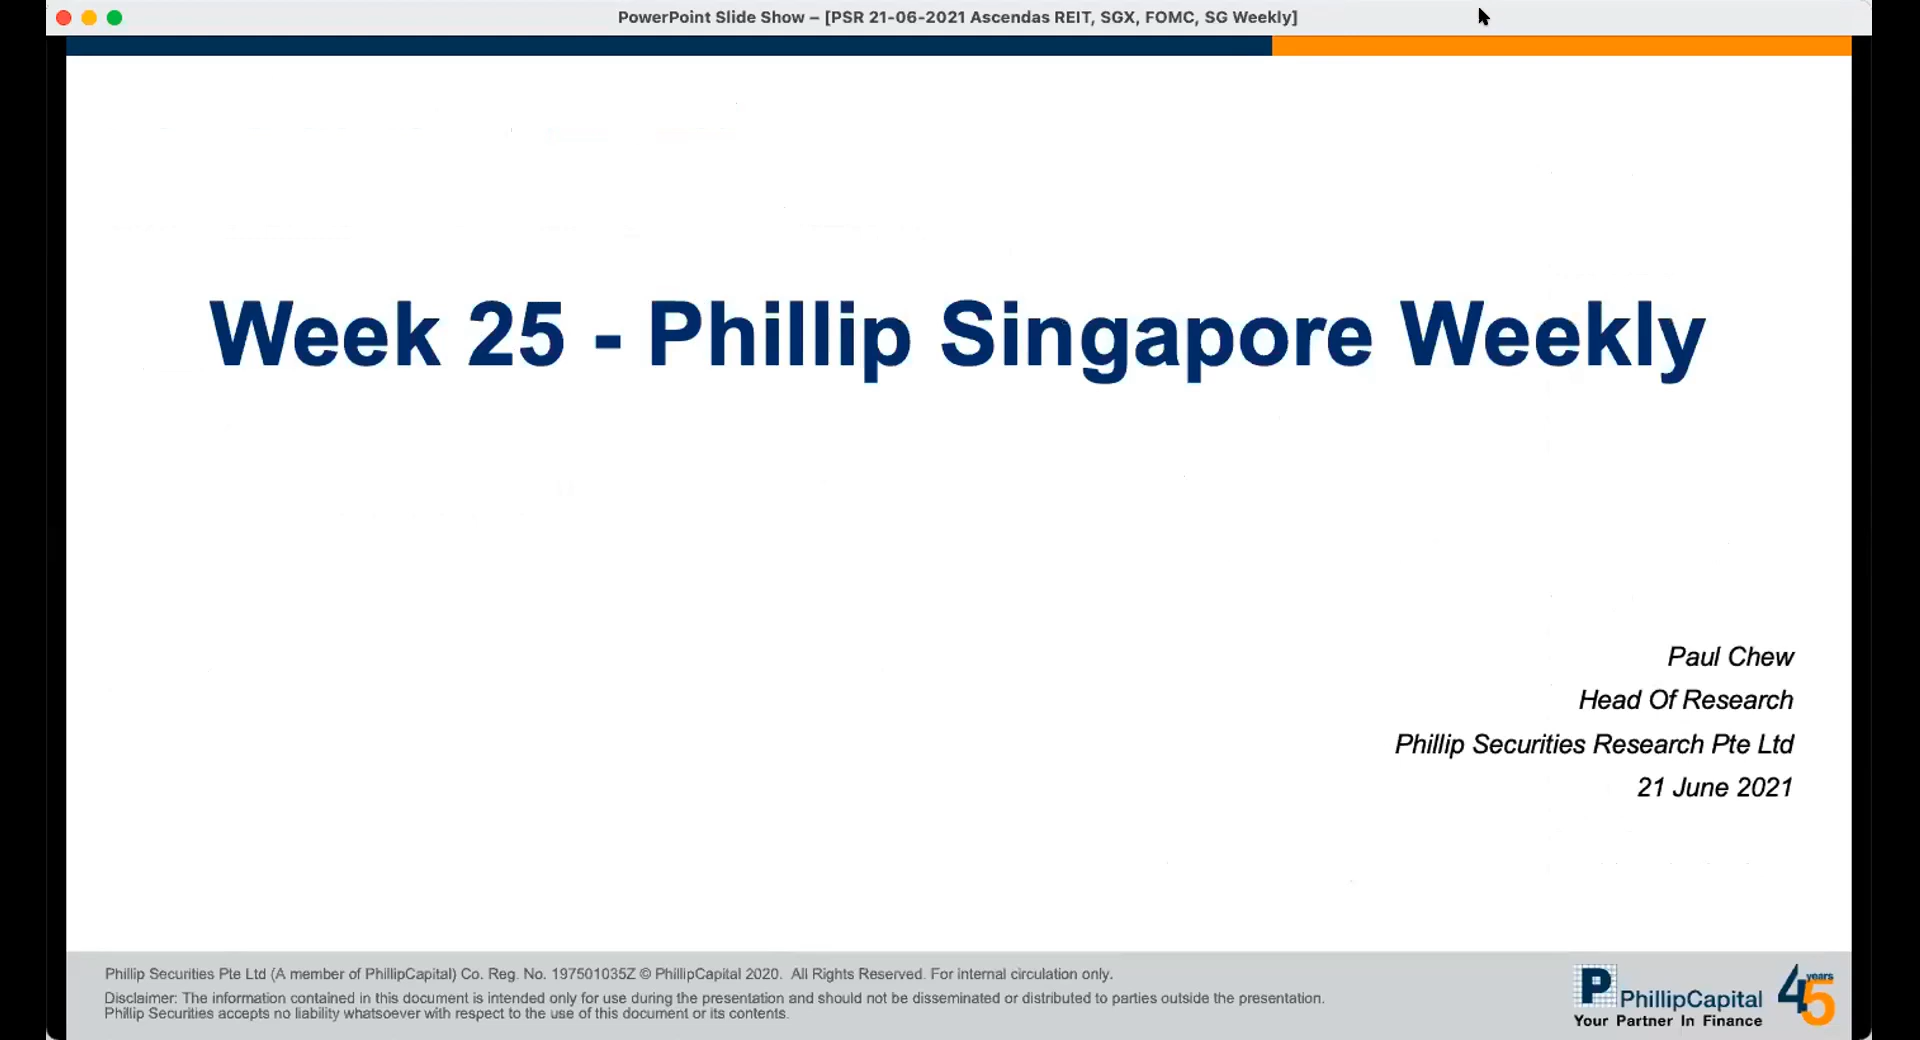 PowerPoint Slide Show – [PSR 21-06-2021 Ascendas REIT, SGX, FOMC, SG Weekly]
Week 25 - Phillip Singapore Weekly
Paul Chew
Head Of Research
Phillip Securities Research Pte Ltd
21 June 2021
Phillip Securities Pte Ltd (A member of PhillipCapital) Co. Reg. No. 197501035Z © PhillipCapital 2020.  All Rights Reserved. For internal circulation only.
Disclaimer: The information contained in this document is intended only for use during the presentation and should not be disseminated or distributed to parties outside the presentation.
Phillip Securities accepts no liability whatsoever with respect to the use of this document or its contents.
P PhillipCapital
Your Partner In Finance
45 years